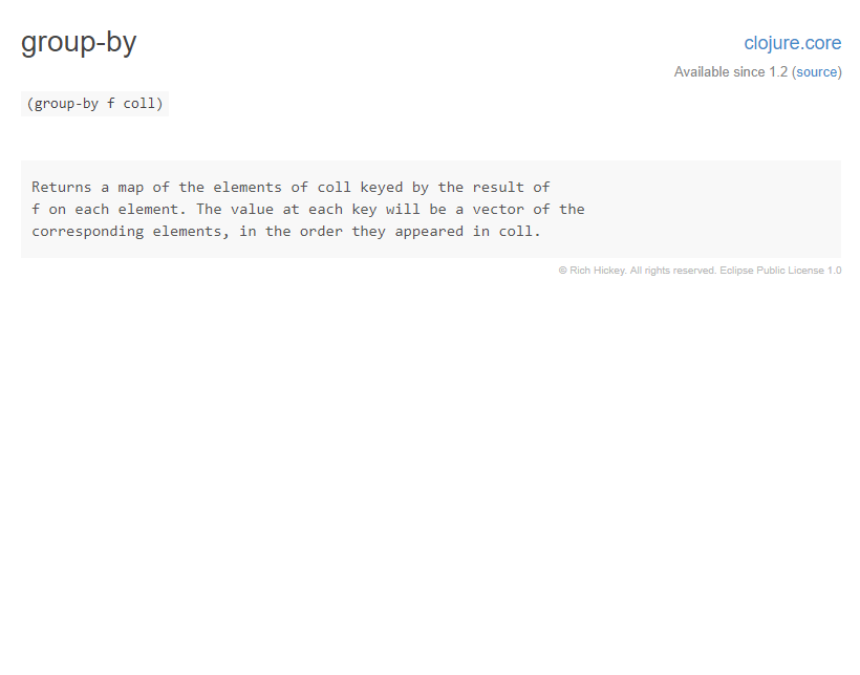 group-by
clojure.core
Available since 1.2 (source)
(group-by f coll)
Returns a map of the elements of coll keyed by the result of
f on each element. The value at each key will be a vector of the
corresponding elements, in the order they appeared in coll.
© Rich Hickey. All rights reserved. Eclipse Public License 1.0